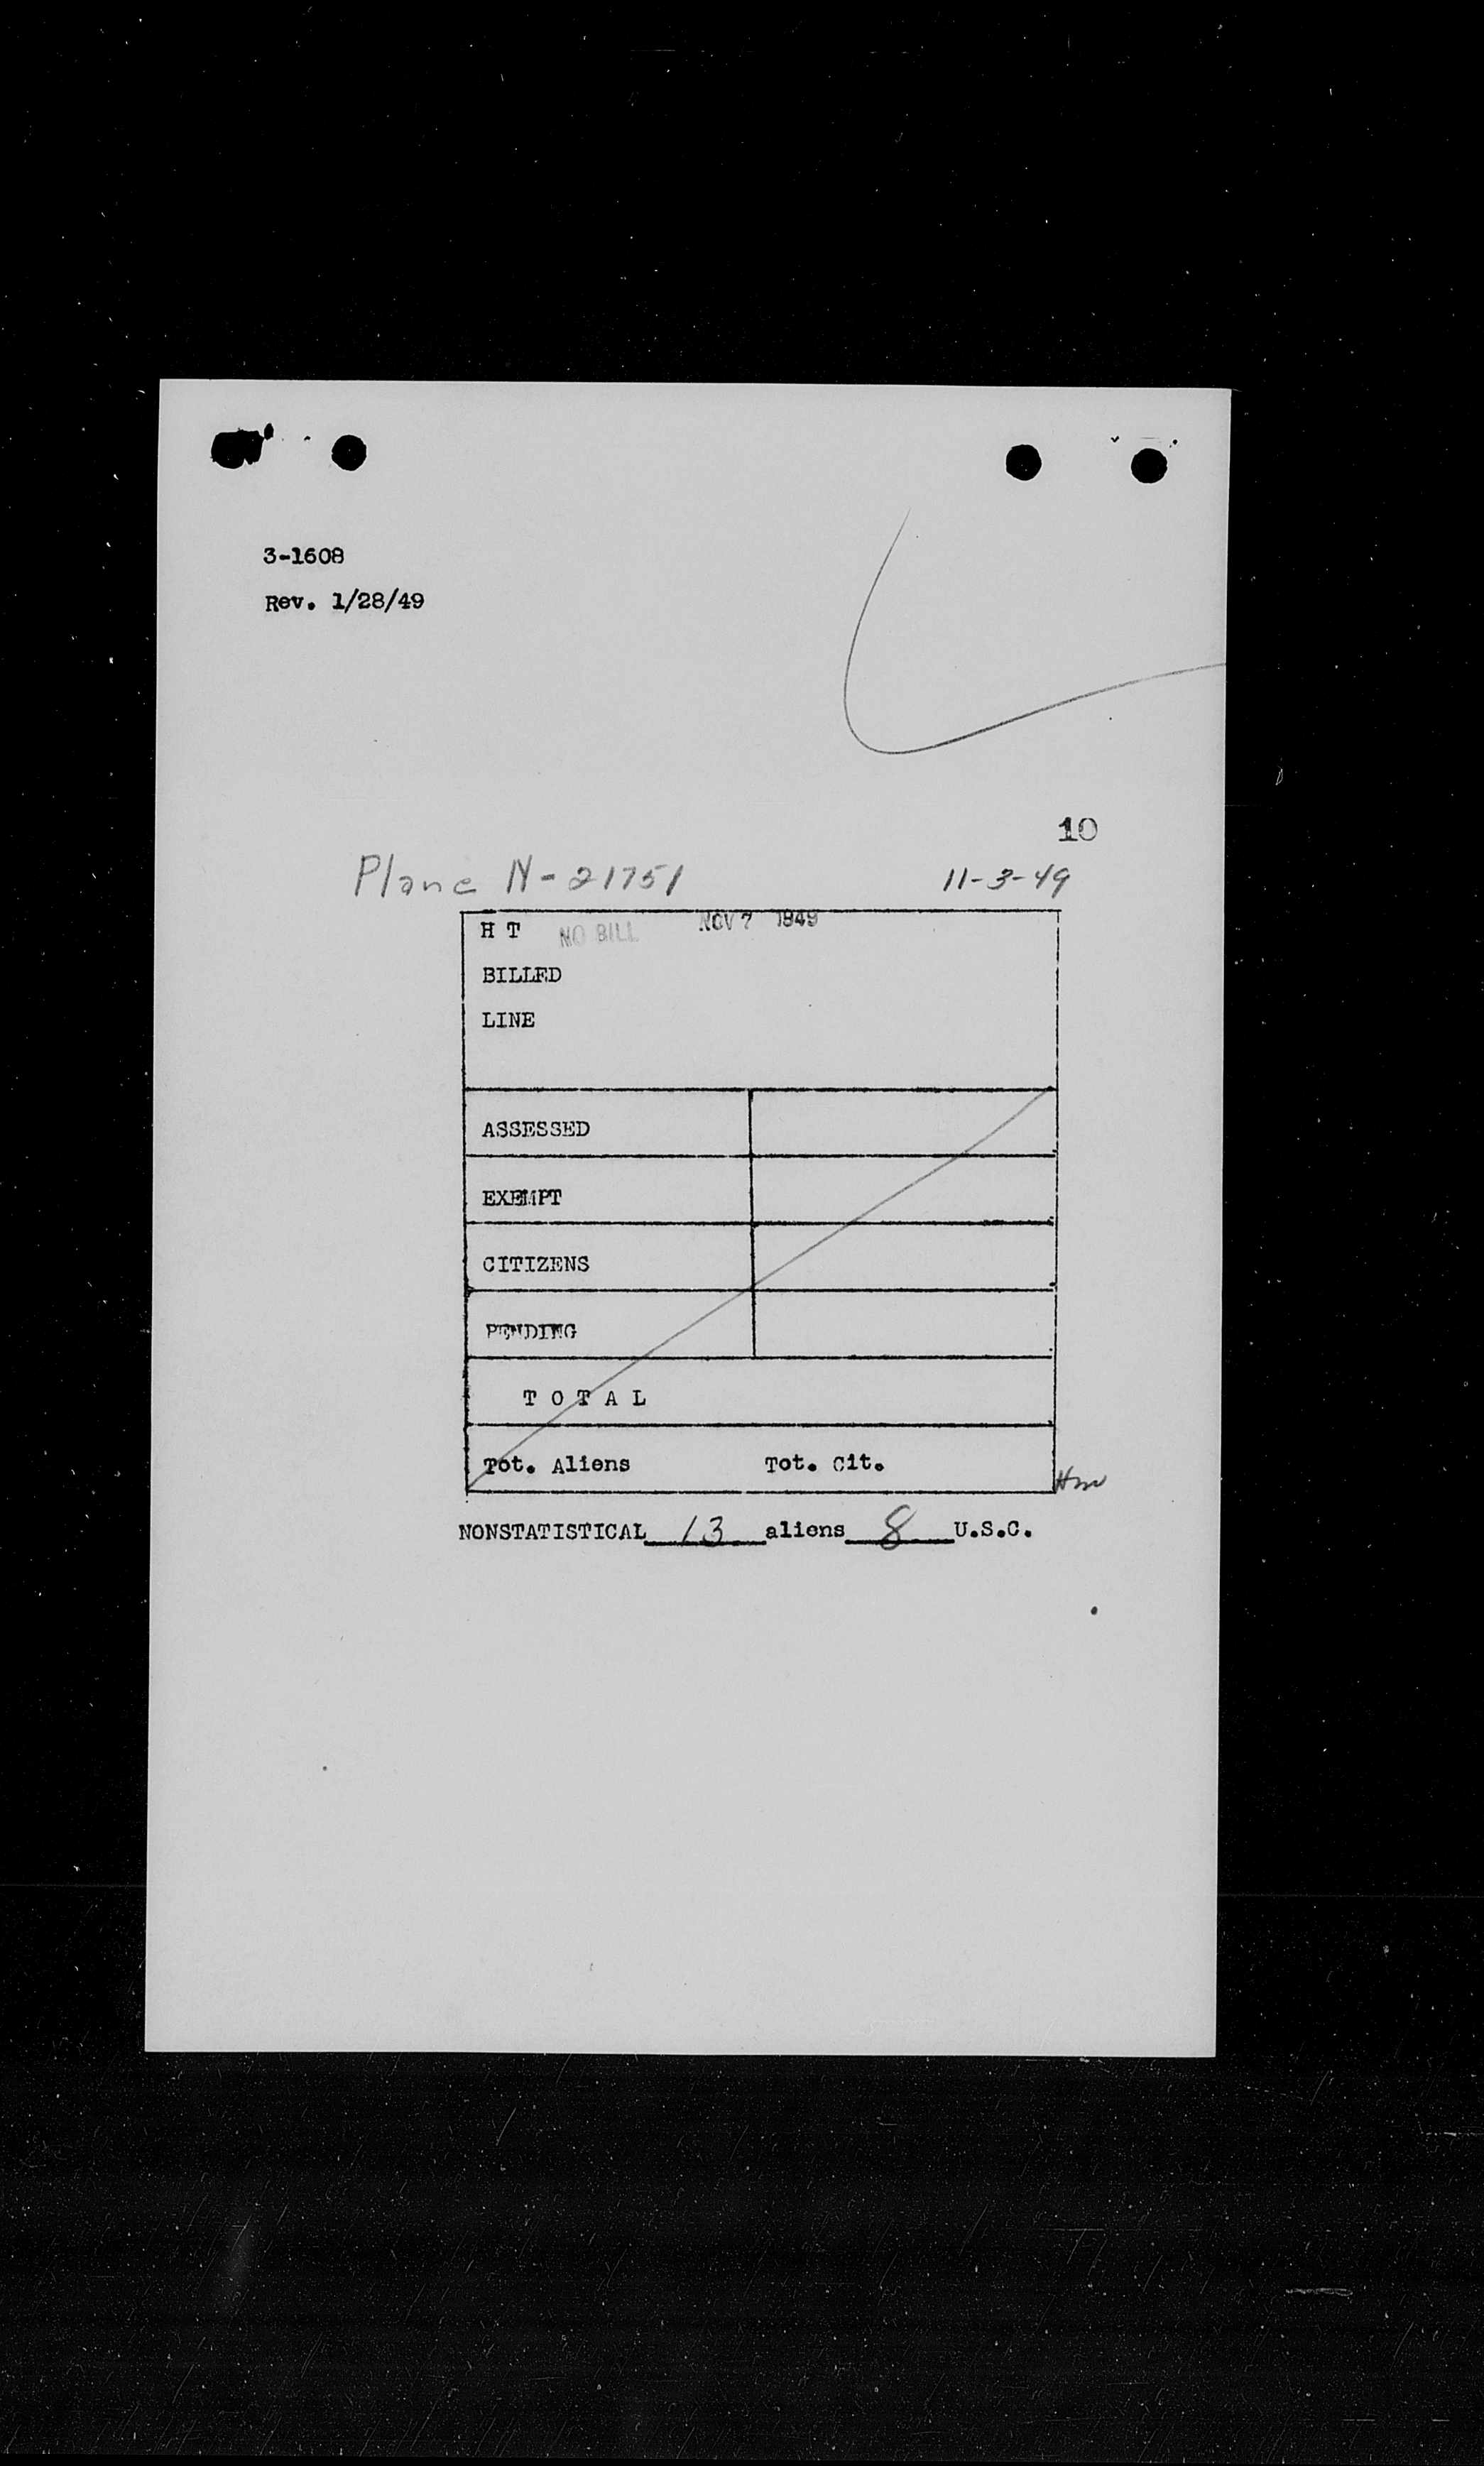 3-1608
Rev. 1/28/49
10
Plane N-21751 11-3-49
H T NO BILL NOV 7 1949
BILLED
LINE
ASSESSED
EXEMPT
CITIZENS
PENDING
T O T A L
Tot. Aliens Tot. Cit.
NONSTATISTICAL 13 aliens 8 U.S.C.